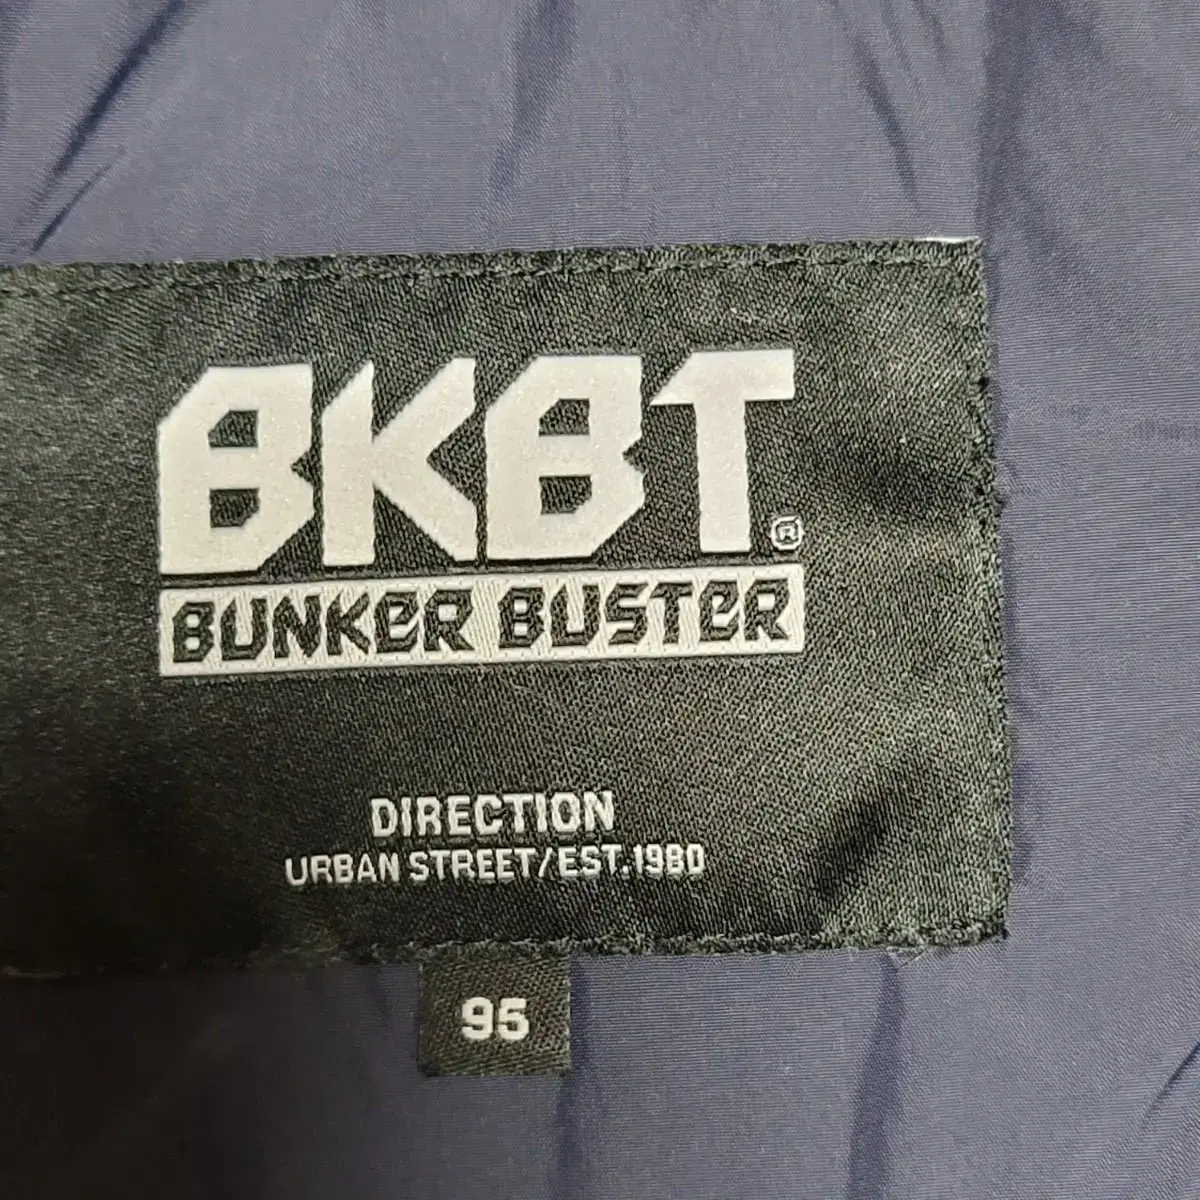 BKBT®
BUNKER BUSTER
DIRECTION
URBAN STREET/EST.1980
95